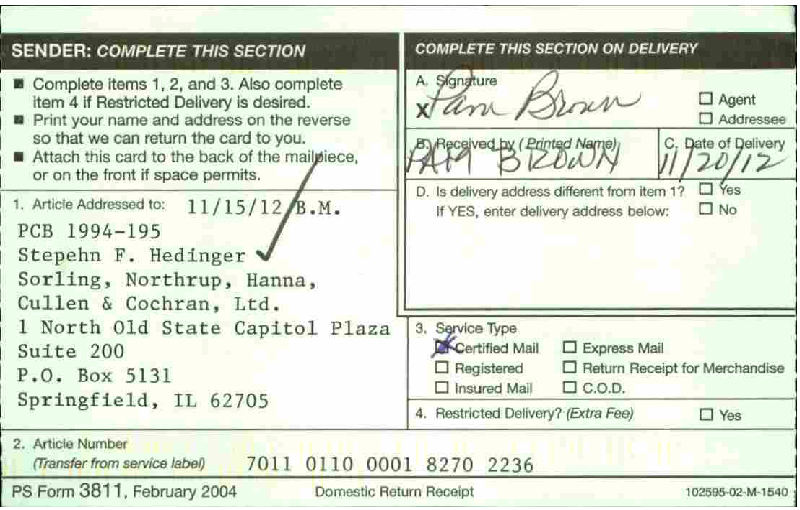 SENDER: COMPLETE THIS SECTION
■ Complete items 1, 2, and 3. Also complete
item 4 if Restricted Delivery is desired.
■ Print your name and address on the reverse
so that we can return the card to you.
■ Attach this card to the back of the mailpiece,
or on the front if space permits.
1. Article Addressed to: 11/15/12 B.M.
PCB 1994-195
Stepehn F. Hedinger
Sorling, Northrup, Hanna,
Cullen & Cochran, Ltd.
1 North Old State Capitol Plaza
Suite 200
P.O. Box 5131
Springfield, IL 62705
COMPLETE THIS SECTION ON DELIVERY
A. Signature
X Pam Brown
☐ Agent
☐ Addressee
B. Received by (Printed Name)
PAM BROWN
C. Date of Delivery
11/20/12
D. Is delivery address different from item 1? ☐ Yes
If YES, enter delivery address below: ☐ No
3. Service Type
☒ Certified Mail ☐ Express Mail
☐ Registered ☐ Return Receipt for Merchandise
☐ Insured Mail ☐ C.O.D.
4. Restricted Delivery? (Extra Fee) ☐ Yes
2. Article Number
(Transfer from service label) 7011 0110 0001 8270 2236
PS Form 3811, February 2004 Domestic Return Receipt 102595-02-M-1540